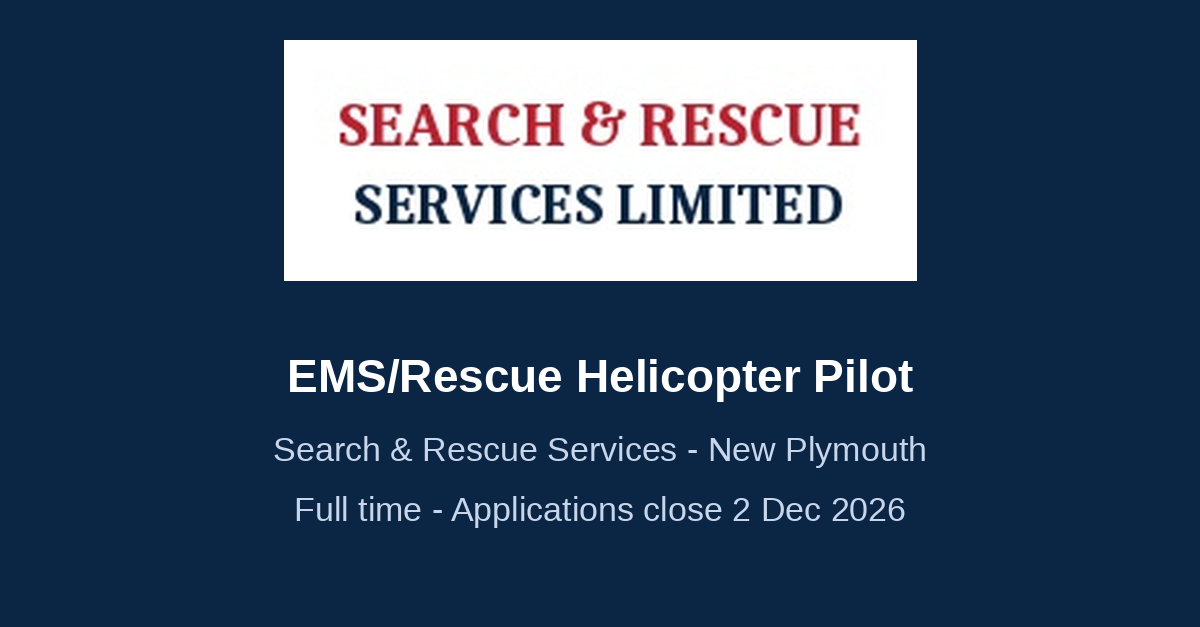 SEARCH & RESCUE
SERVICES LIMITED
EMS/Rescue Helicopter Pilot
Search & Rescue Services - New Plymouth
Full time - Applications close 2 Dec 2026